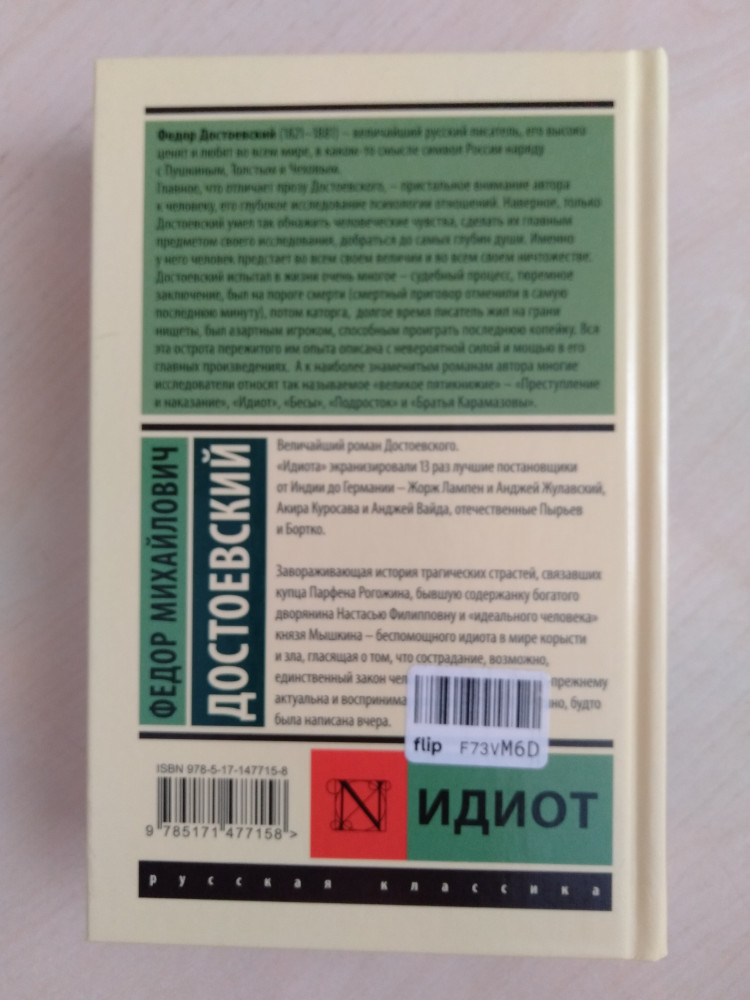 Федор Достоевский (1821–1881) – величайший русский писатель, его высоко
ценят и любят во всем мире, в каком-то смысле символ России наряду
с Пушкиным, Толстым и Чеховым.
Главное, что отличает прозу Достоевского, – пристальное внимание автора
к человеку, его глубокое исследование психологии отношений. Наверное, только
Достоевский умел так обнажить человеческие чувства, сделать их главным
предметом своего исследования, добраться до самых глубин души. Именно
у него человек предстает во всем своем величии и во всем своем ничтожестве.
Достоевский испытал в жизни очень многое – судебный процесс, тюремное
заключение, был на пороге смерти (смертный приговор отменили в самую
последнюю минуту), потом каторга, долгое время писатель жил на грани
нищеты, был азартным игроком, способным проиграть последнюю копейку. Вся
эта острота пережитого им опыта описана с невероятной силой и мощью в его
главных произведениях. А к наиболее знаменитым романам автора многие
исследователи относят так называемое «великое пятикнижие» – «Преступление
и наказание», «Идиот», «Бесы», «Подросток» и «Братья Карамазовы».
ФЕДОР МИХАЙЛОВИЧ
ДОСТОЕВСКИЙ
Величайший роман Достоевского.
«Идиота» экранизировали 13 раз лучшие постановщики
от Индии до Германии – Жорж Лампен и Анджей Жулавский,
Акира Куросава и Анджей Вайда, отечественные Пырьев
и Бортко.
Завораживающая история трагических страстей, связавших
купца Парфена Рогожина, бывшую содержанку богатого
дворянина Настасью Филипповну и «идеального человека»
князя Мышкина – беспомощного идиота в мире корысти
и зла, гласящая о том, что сострадание, возможно,
единственный закон чел прежнему
актуальна и воспринима но, будто
была написана вчера.
flip F73VM6D
ISBN 978-5-17-147715-8
9 785171 477158 >
N ИДИОТ
русская классика